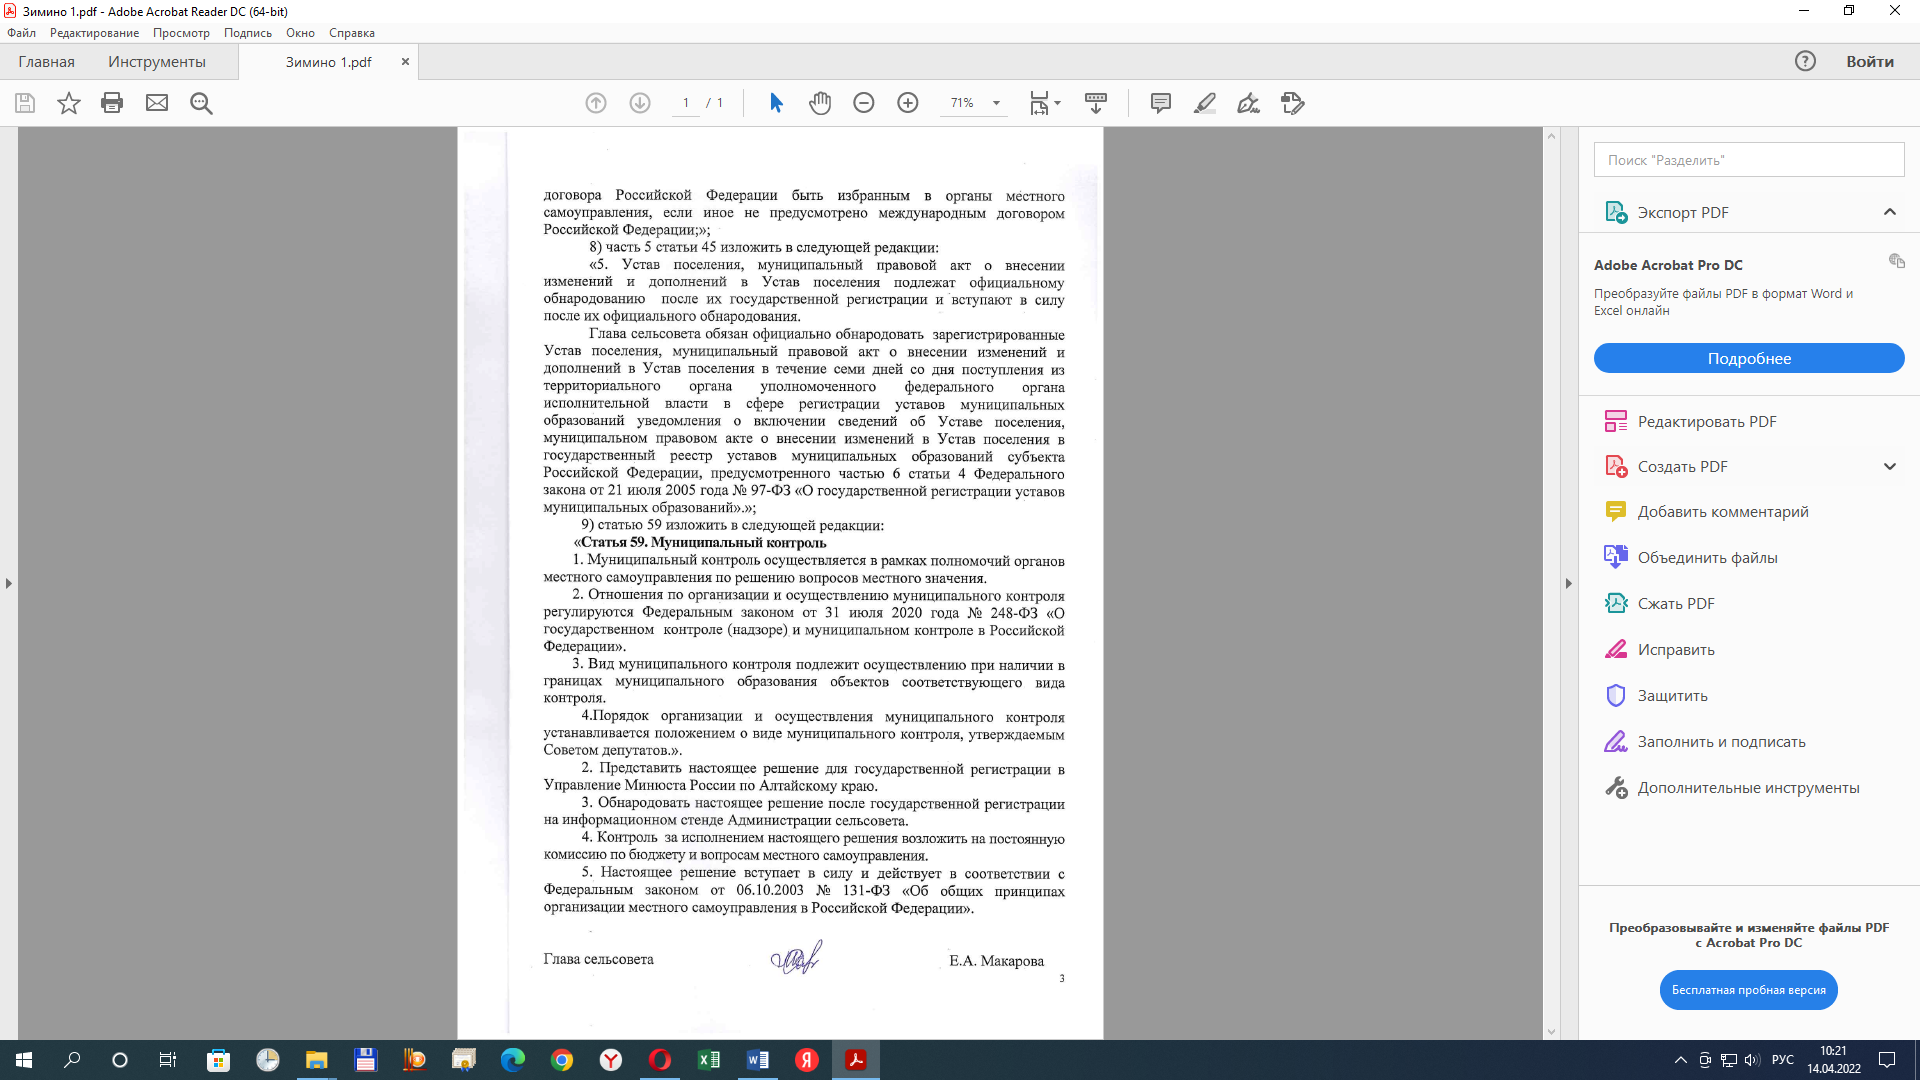 Зимино 1.pdf - Adobe Acrobat Reader DC (64-bit)
Файл Редактирование Просмотр Подпись Окно Справка
Главная Инструменты Зимино 1.pdf × Войти
1 / 1 71%
договора Российской Федерации быть избранным в органы местного
самоуправления, если иное не предусмотрено международным договором
Российской Федерации;»;
8) часть 5 статьи 45 изложить в следующей редакции:
«5. Устав поселения, муниципальный правовой акт о внесении
изменений и дополнений в Устав поселения подлежат официальному
обнародованию после их государственной регистрации и вступают в силу
после их официального обнародования.
Глава сельсовета обязан официально обнародовать зарегистрированные
Устав поселения, муниципальный правовой акт о внесении изменений и
дополнений в Устав поселения в течение семи дней со дня поступления из
территориального органа уполномоченного федерального органа
исполнительной власти в сфере регистрации уставов муниципальных
образований уведомления о включении сведений об Уставе поселения,
муниципальном правовом акте о внесении изменений в Устав поселения в
государственный реестр уставов муниципальных образований субъекта
Российской Федерации, предусмотренного частью 6 статьи 4 Федерального
закона от 21 июля 2005 года № 97-ФЗ «О государственной регистрации уставов
муниципальных образований».»;
9) статью 59 изложить в следующей редакции:
«Статья 59. Муниципальный контроль
1. Муниципальный контроль осуществляется в рамках полномочий органов
местного самоуправления по решению вопросов местного значения.
2. Отношения по организации и осуществлению муниципального контроля
регулируются Федеральным законом от 31 июля 2020 года № 248-ФЗ «О
государственном контроле (надзоре) и муниципальном контроле в Российской
Федерации».
3. Вид муниципального контроля подлежит осуществлению при наличии в
границах муниципального образования объектов соответствующего вида
контроля.
4.Порядок организации и осуществления муниципального контроля
устанавливается положением о виде муниципального контроля, утверждаемым
Советом депутатов.».
2. Представить настоящее решение для государственной регистрации в
Управление Минюста России по Алтайскому краю.
3. Обнародовать настоящее решение после государственной регистрации
на информационном стенде Администрации сельсовета.
4. Контроль за исполнением настоящего решения возложить на постоянную
комиссию по бюджету и вопросам местного самоуправления.
5. Настоящее решение вступает в силу и действует в соответствии с
Федеральным законом от 06.10.2003 № 131-ФЗ «Об общих принципах
организации местного самоуправления в Российской Федерации».
Глава сельсовета Е.А. Макарова
3
Поиск "Разделить"
Экспорт PDF
Adobe Acrobat Pro DC
Преобразуйте файлы PDF в формат Word и
Excel онлайн
Подробнее
Редактировать PDF
Создать PDF
Добавить комментарий
Объединить файлы
Сжать PDF
Исправить
Защитить
Заполнить и подписать
Дополнительные инструменты
Преобразовывайте и изменяйте файлы PDF
с Acrobat Pro DC
Бесплатная пробная версия
РУС
10:21
14.04.2022